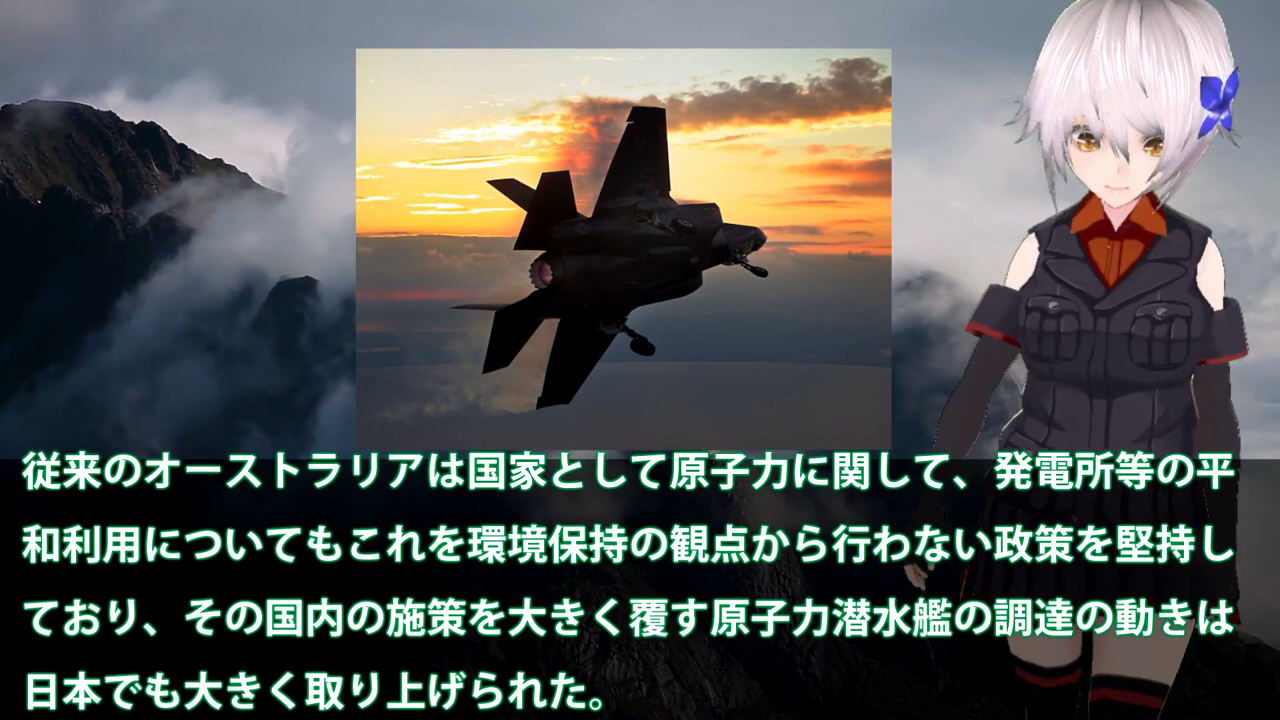 従来のオーストラリアは国家として原子力に関して、発電所等の平
和利用についてもこれを環境保持の観点から行わない政策を堅持し
ており、その国内の施策を大きく覆す原子力潜水艦の調達の動きは
日本でも大きく取り上げられた。